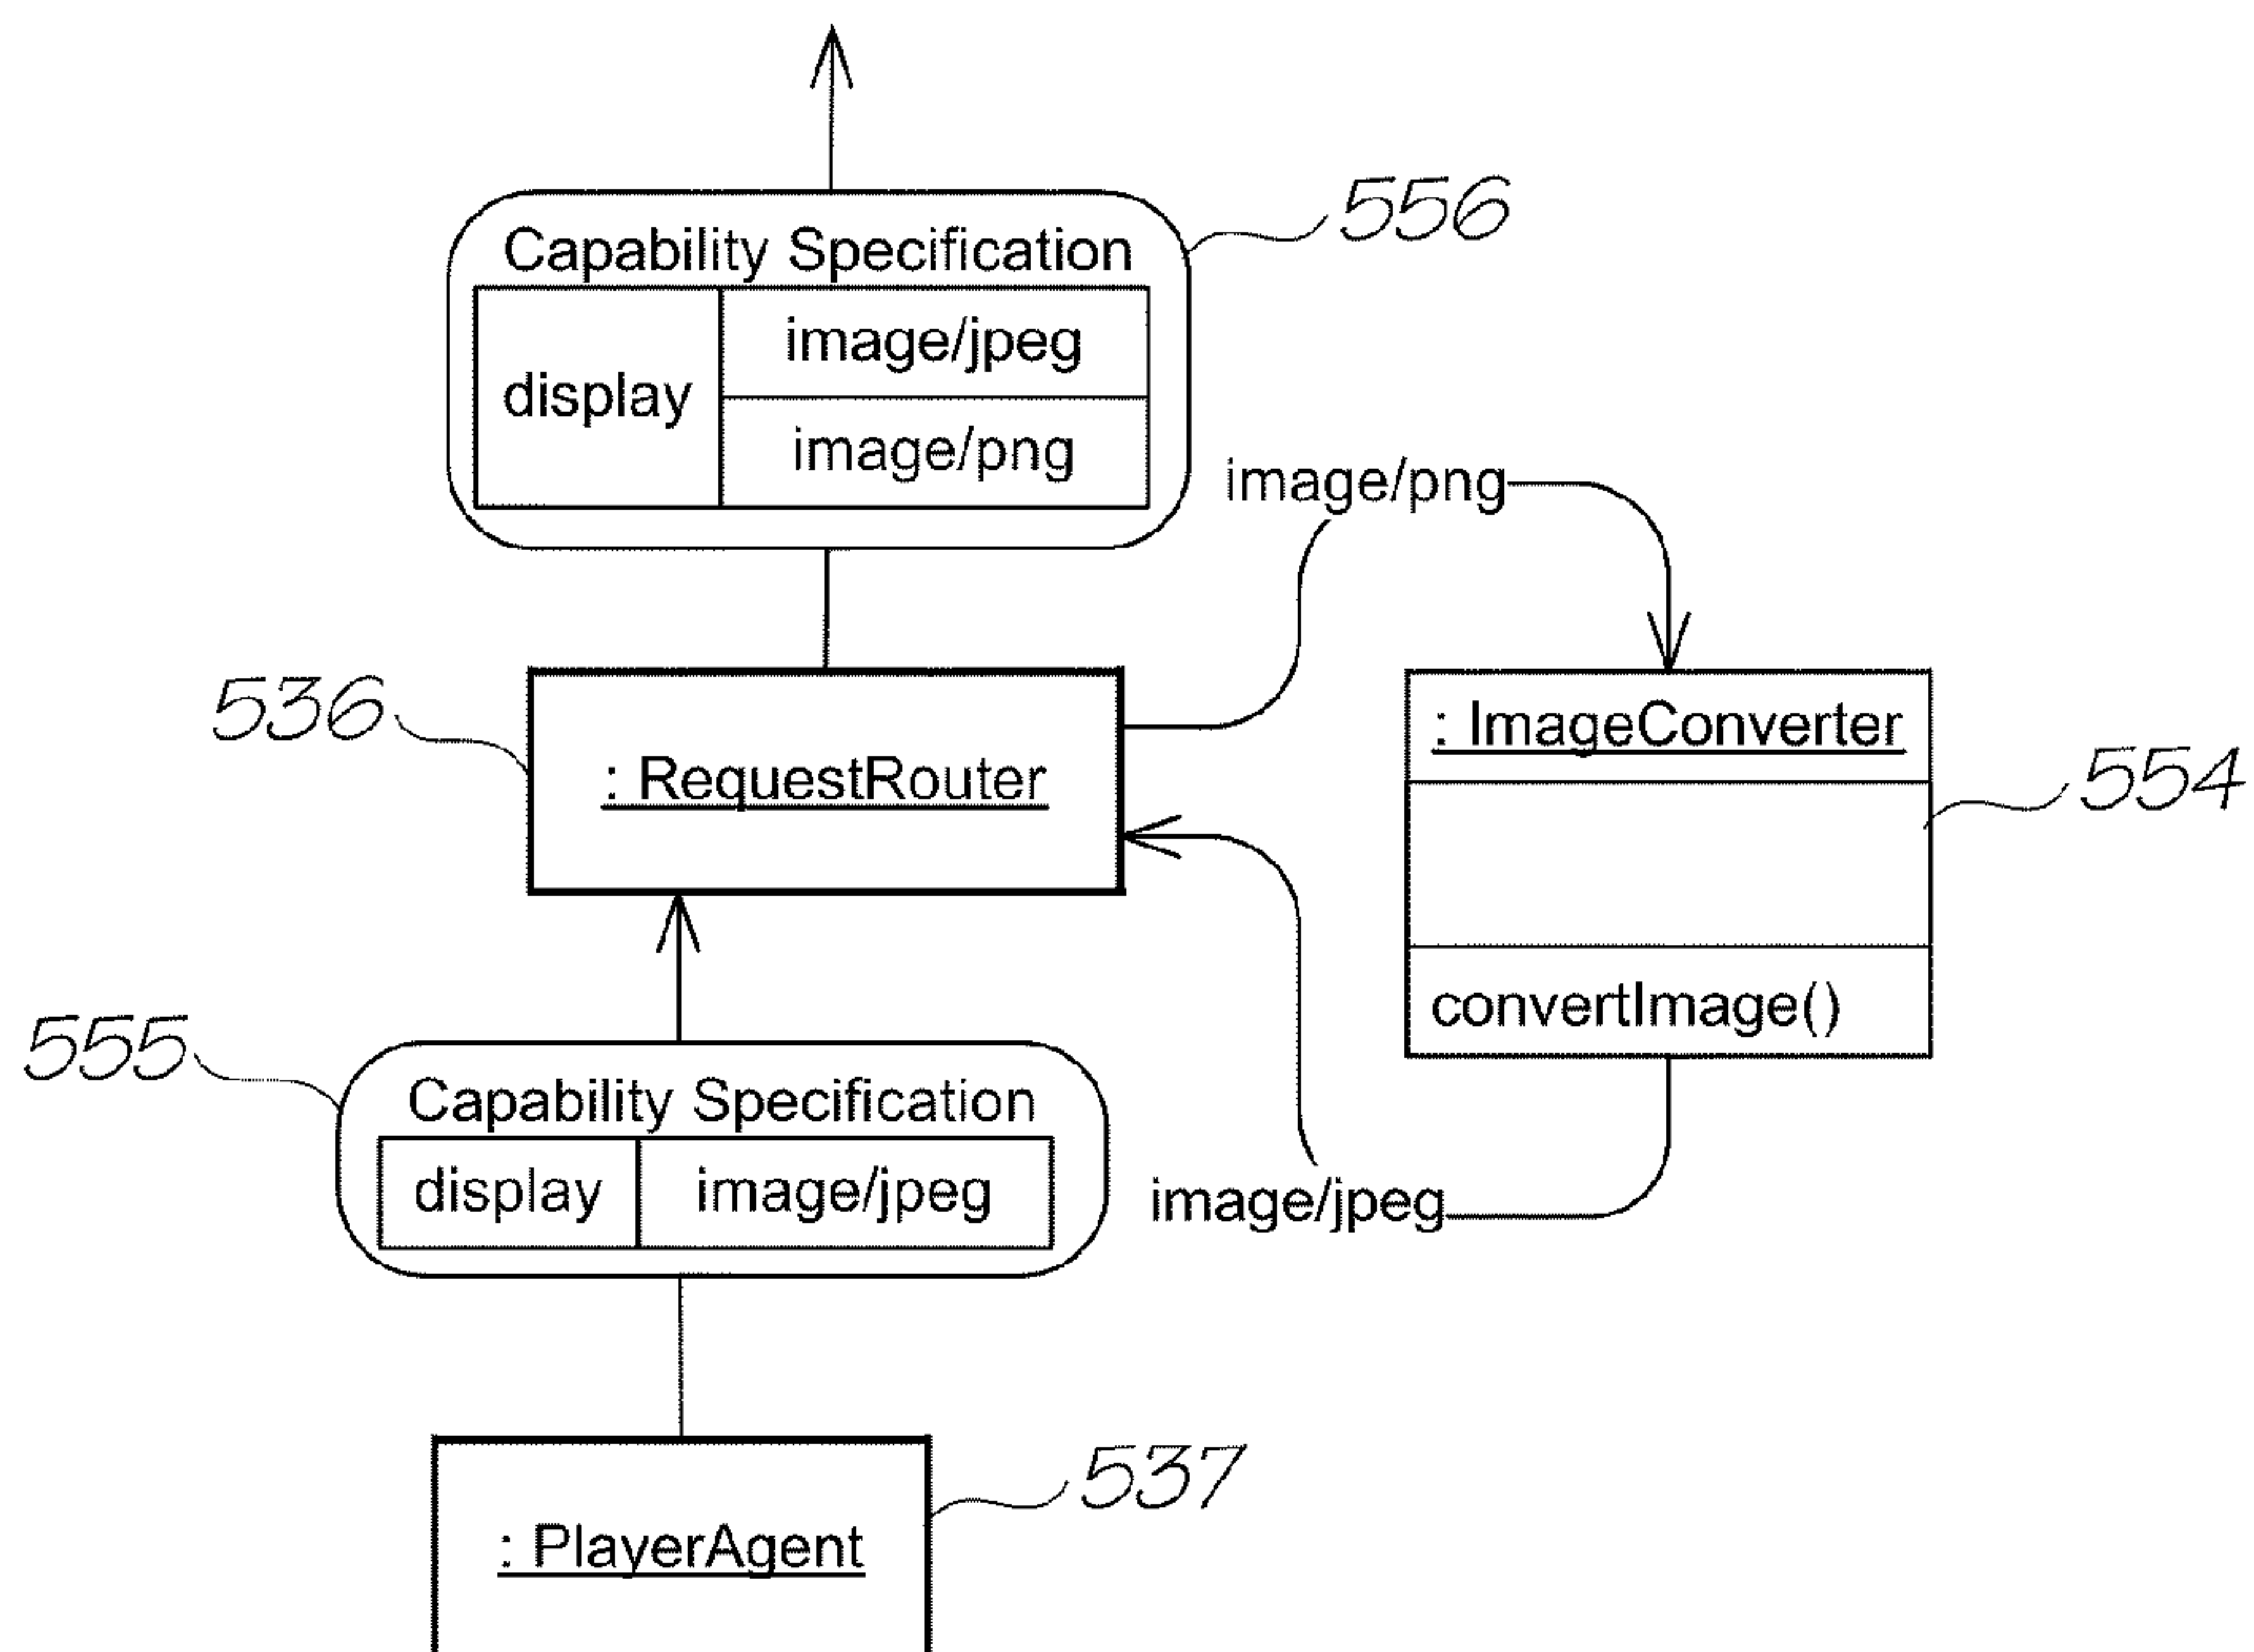 556
Capability Specification
display
image/jpeg
image/png
image/png
536
: RequestRouter
: ImageConverter
554
convertImage()
555
Capability Specification
display
image/jpeg
image/jpeg
537
: PlayerAgent